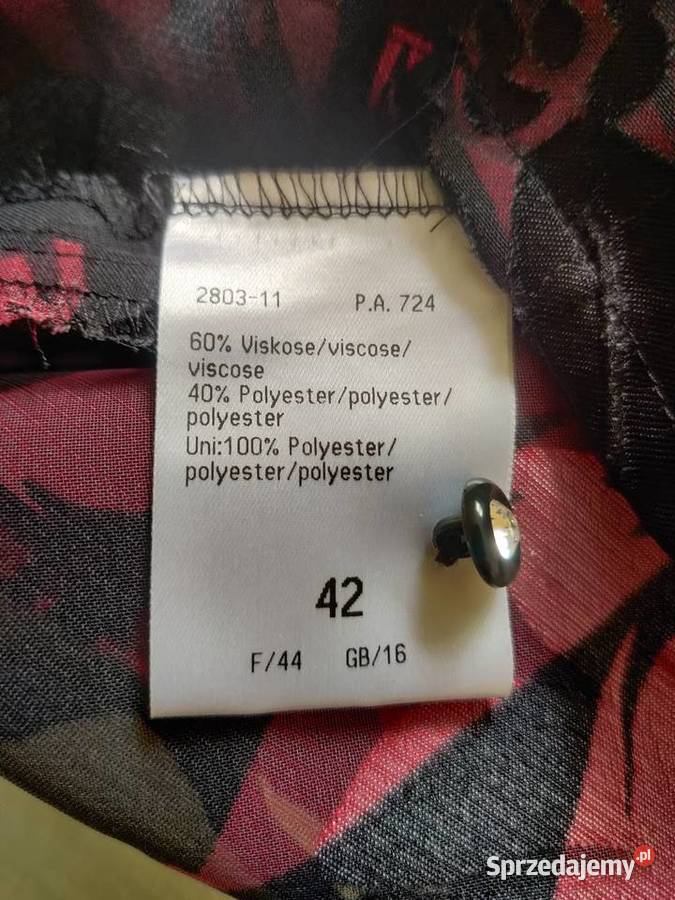 2803-11 P.A. 724
60% Viskose/viscose/
viscose
40% Polyester/polyester/
polyester
Uni:100% Polyester/
polyester/polyester
42
F/44 GB/16
Sprzedajemy.pl